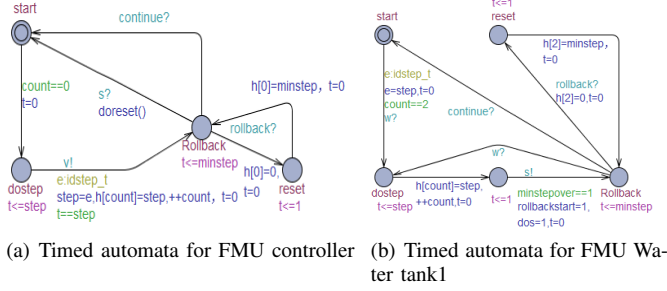 start
continue?
count==0
t=0
s?
doreset()
h[0]=minstep，t=0
rollback?
Rollback
t<=minstep
v!
e:idstep_t
step=e,h[count]=step,++count，t=0
t==step
dostep
t<=step
h[0]=0,
t=0
reset
t<=1
(a) Timed automata for FMU controller
t<=1
start
reset
e:idstep_t
e=step,t=0
count==2
w?
continue?
h[2]=minstep，
t=0
rollback?
h[2]=0,t=0
w?
dostep
t<=step
h[count]=step,
++count,t=0
t<=1
s!
minstepover==1
rollbackstart=1,
dos=1,t=0
Rollback
t<=minstep
(b) Timed automata for FMU Wa-
ter tank1